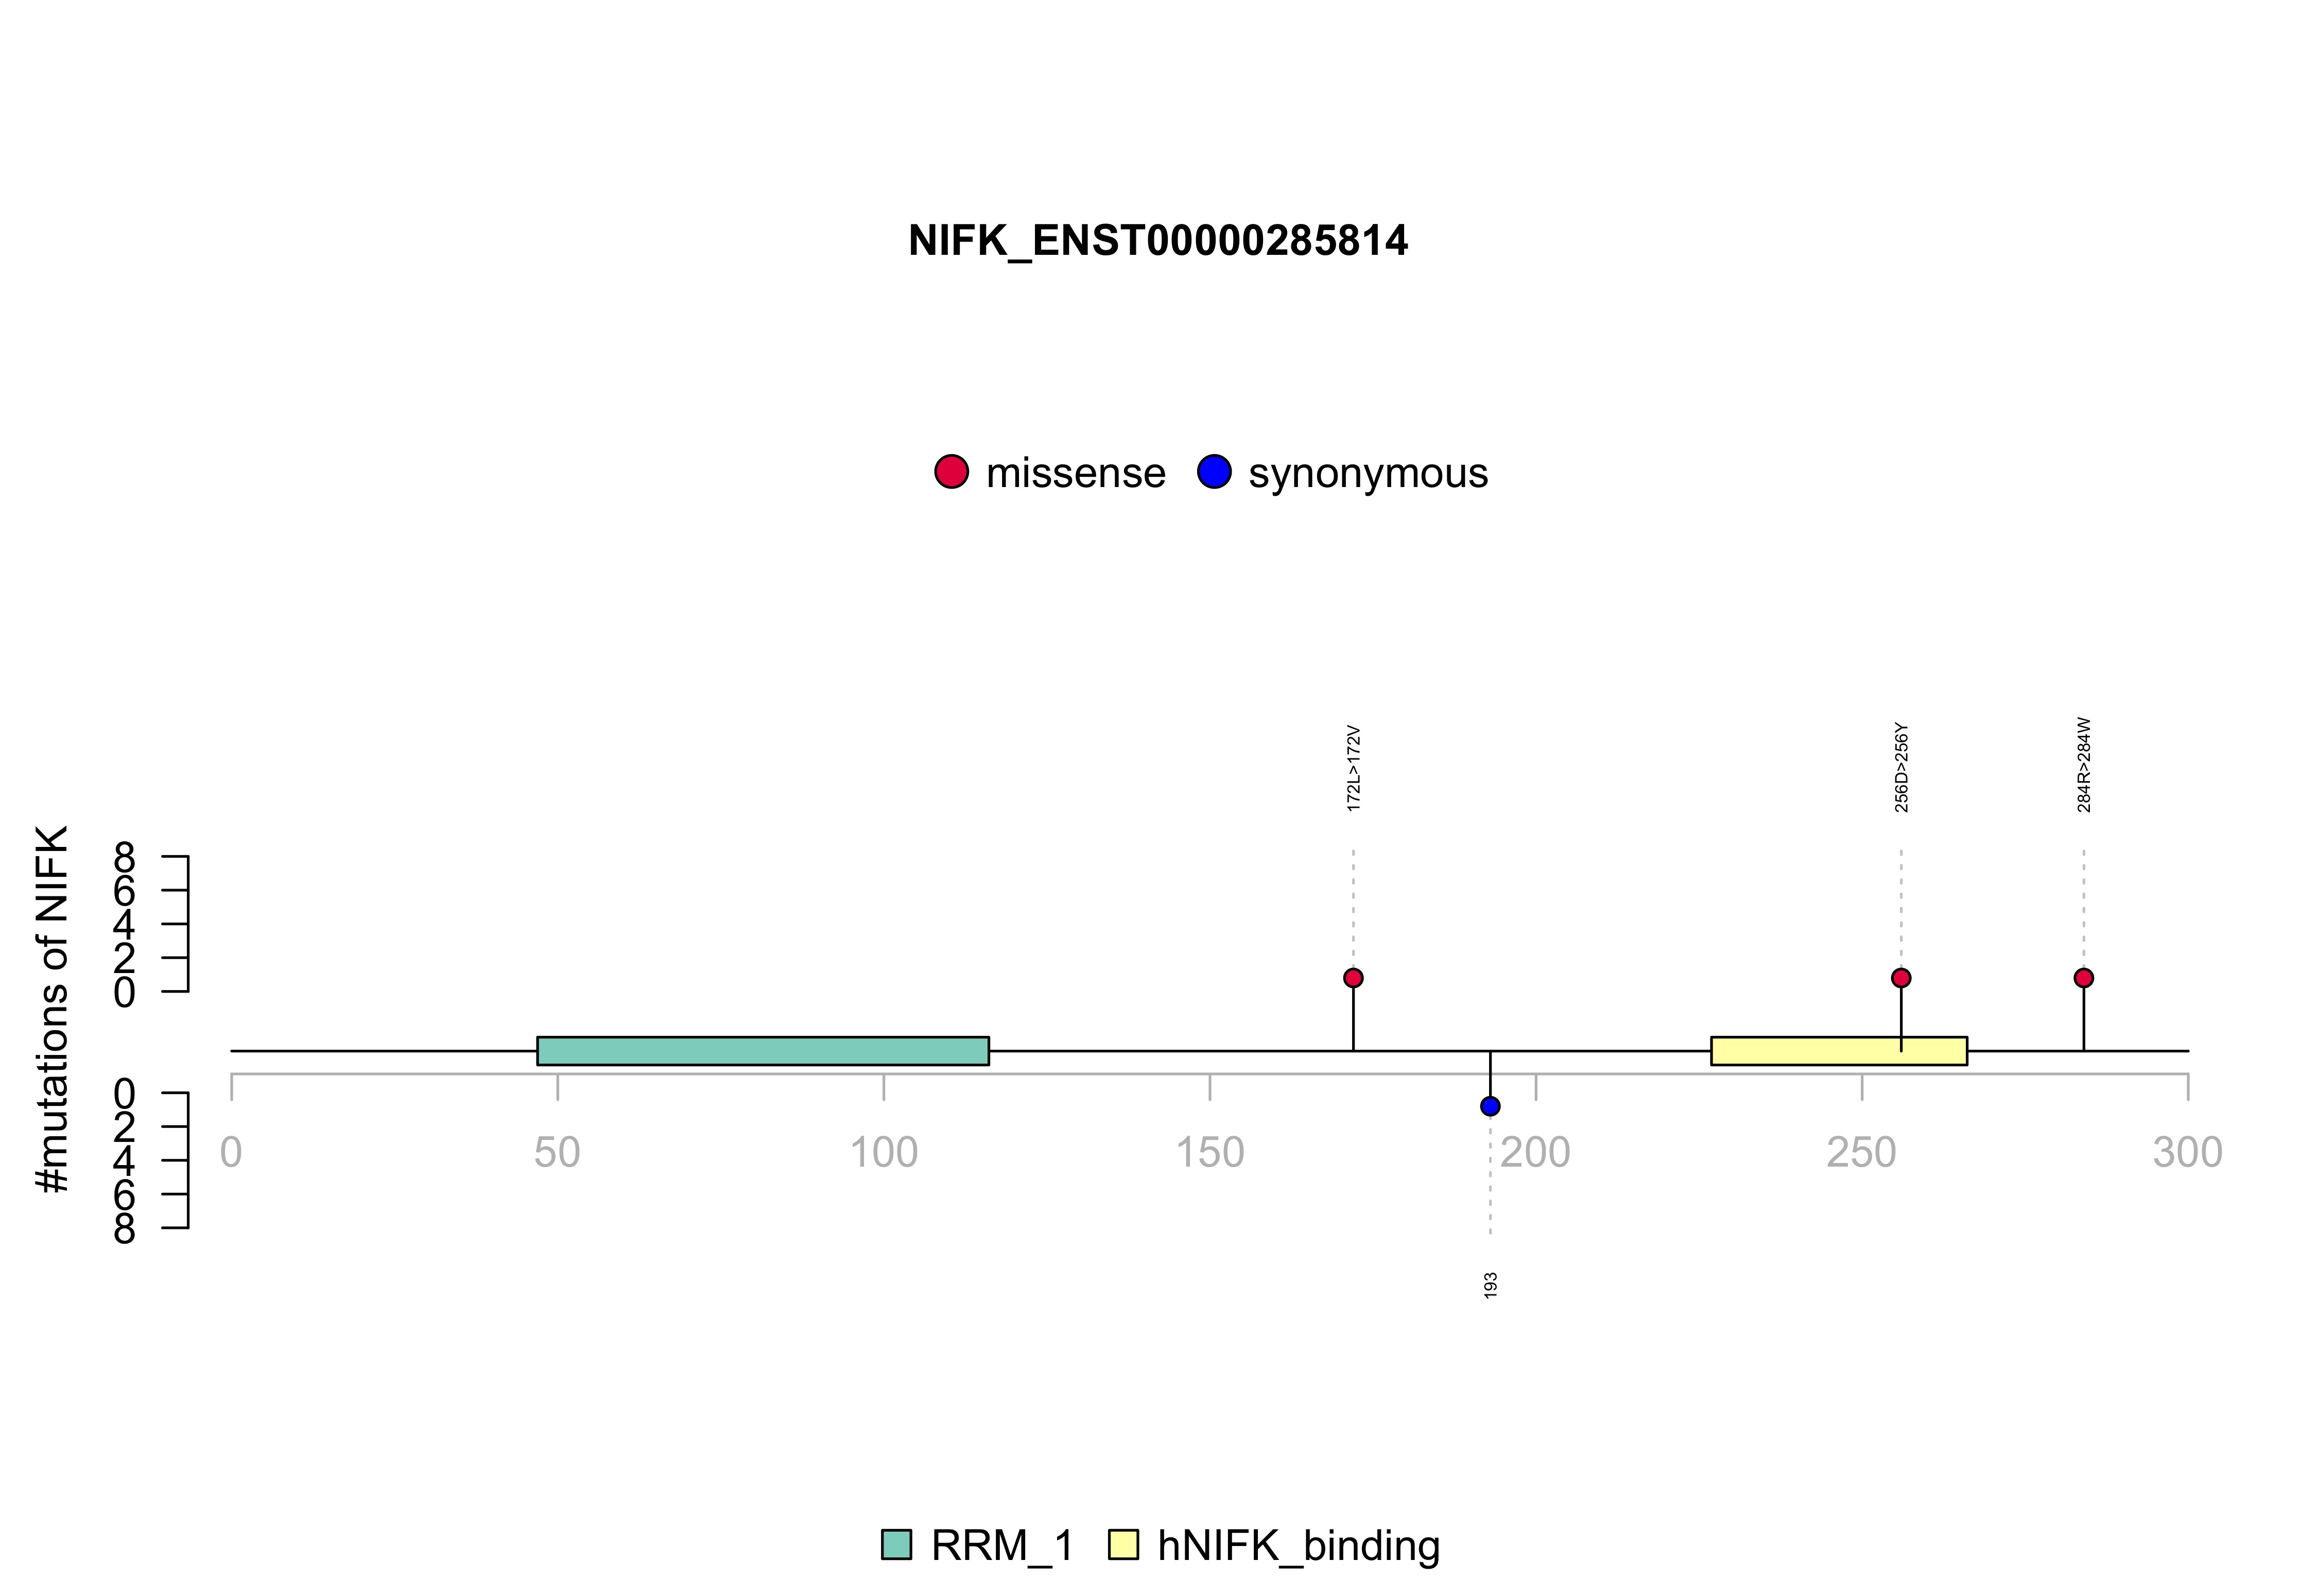 NIFK_ENST00000285814
missense synonymous
172L>172V
256D>256Y
284R>284W
#mutations of NIFK
8
6
4
2
0
0
2
4
6
8
0 50 100 150 200 250 300
193
RRM_1 hNIFK_binding